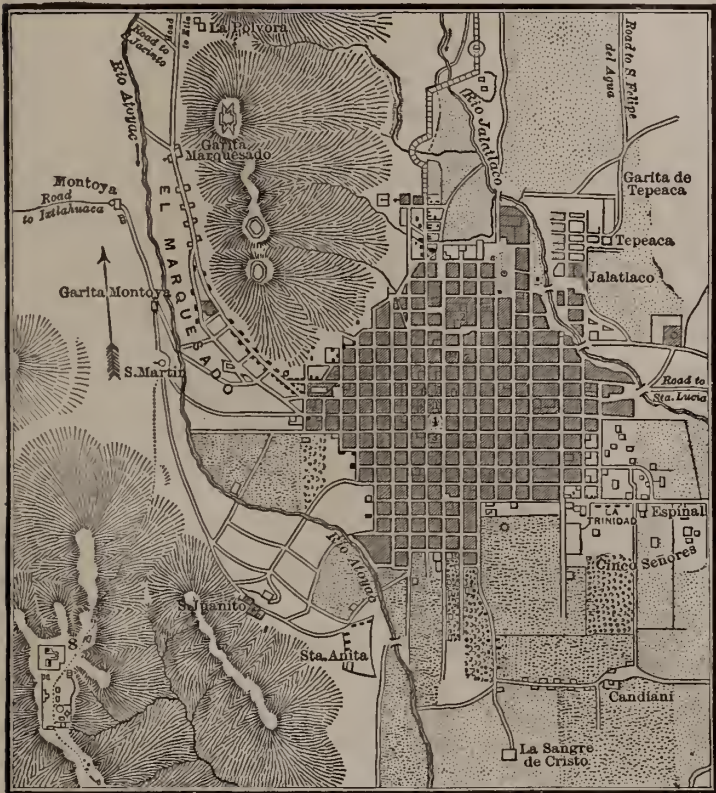 Road to
Jacinto
Road
to Etla
La Polvora
Rio Atoyac
Road to S. Felipe
del Agua
Rio Jalatlaco
Garita
Marquesado
Garita de
Tepeaca
Montoya
Road
to Ixtlahuaca
Tepeaca
Y EL MARQUESADO
Jalatlaco
Garita Montoya
S. Martin
Road to
Sta. Lucia
LA
TRINIDAD
Espinal
Rio Atoyac
Cinco Señores
S. Juanito
Sta. Anita
Candiani
La Sangre
de Cristo